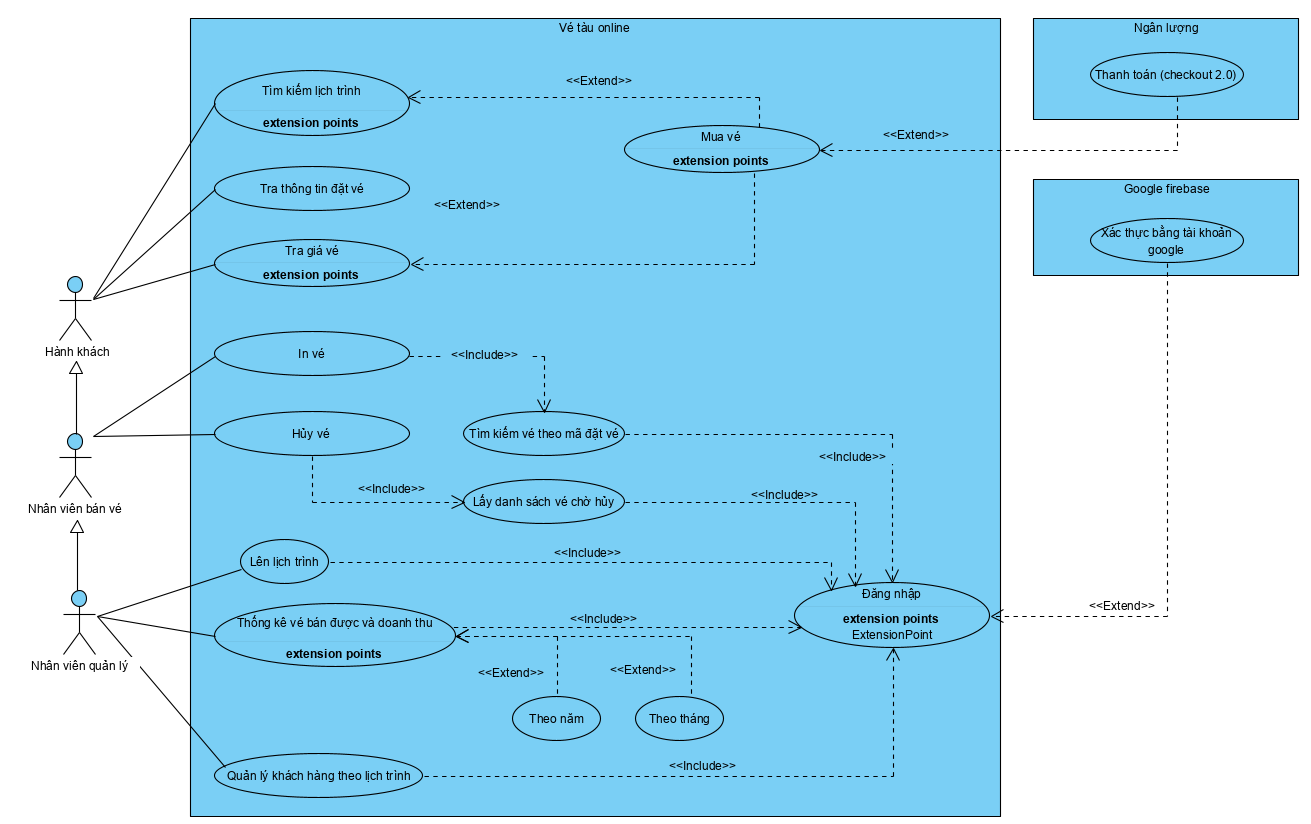 Vé tàu online
Ngân lượng
Thanh toán (checkout 2.0)
<<Extend>>
Tìm kiếm lịch trình
extension points
Mua vé
extension points
<<Extend>>
Google firebase
Tra thông tin đặt vé
<<Extend>>
Xác thực bằng tài khoản
google
Tra giá vé
extension points
Hành khách
In vé
<<Include>>
Hủy vé
Tìm kiếm vé theo mã đặt vé
<<Include>>
<<Include>>
Lấy danh sách vé chờ hủy
<<Include>>
Nhân viên bán vé
Lên lịch trình
<<Include>>
Đăng nhập
extension points
ExtensionPoint
<<Extend>>
Thống kê vé bán được và doanh thu
extension points
<<Include>>
Nhân viên quản lý
<<Extend>>
<<Extend>>
Theo năm
Theo tháng
Quản lý khách hàng theo lịch trình
<<Include>>